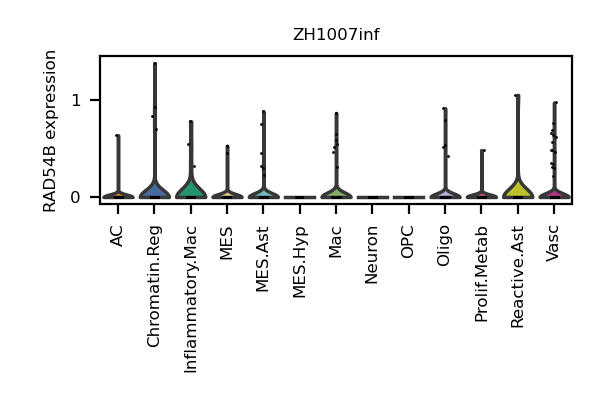 ZH1007inf
RAD54B expression
1
0
AC
Chromatin.Reg
Inflammatory.Mac
MES
MES.Ast
MES.Hyp
Mac
Neuron
OPC
Oligo
Prolif.Metab
Reactive.Ast
Vasc